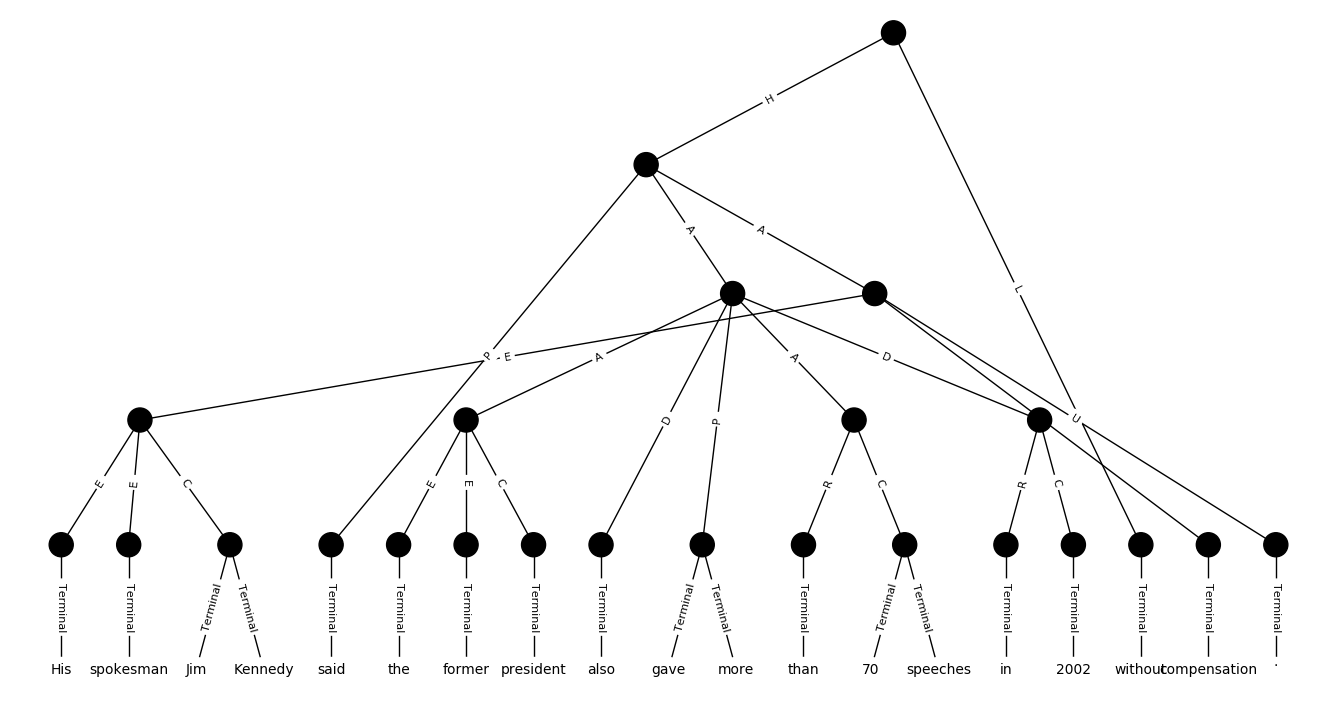 H
A A L
P E A A D
D P U
E E C E E C R C R C
Terminal Terminal Terminal Terminal Terminal Terminal Terminal Terminal Terminal Terminal Terminal Terminal Terminal Terminal Terminal Terminal Terminal Terminal Terminal
His spokesman Jim Kennedy said the former president also gave more than 70 speeches in 2002 without compensation .